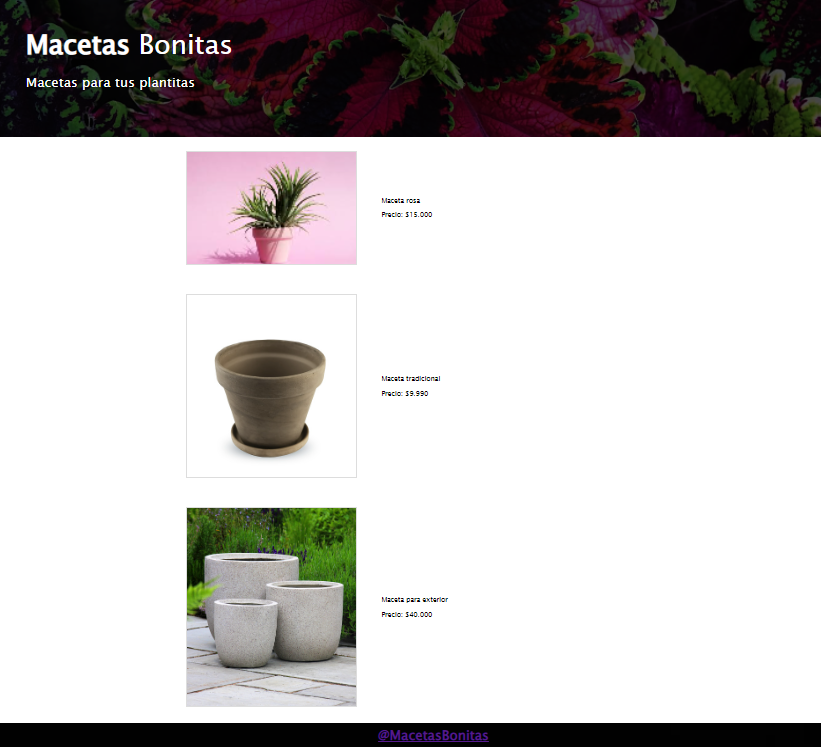 Macetas Bonitas
Macetas para tus plantitas
Maceta rosa
Precio: $15.000
Maceta tradicional
Precio: $9.990
Maceta para exterior
Precio: $40.000
@MacetasBonitas